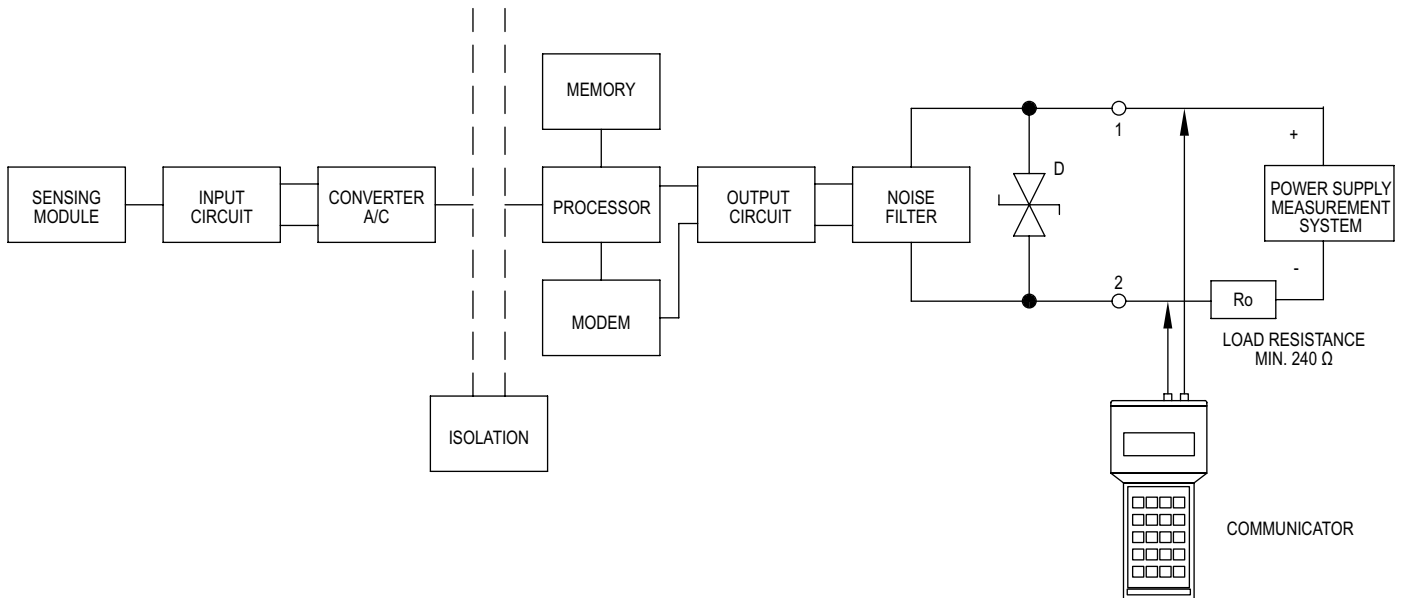 MEMORY
SENSING
MODULE
INPUT
CIRCUIT
CONVERTER
A/C
PROCESSOR
OUTPUT
CIRCUIT
NOISE
FILTER
D
1
+
POWER SUPPLY
MEASUREMENT
SYSTEM
-
2
Ro
MODEM
LOAD RESISTANCE
MIN. 240 Ω
ISOLATION
COMMUNICATOR